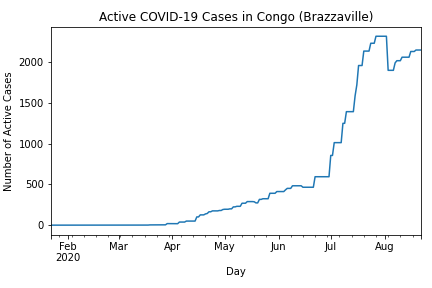 Active COVID-19 Cases in Congo (Brazzaville)
Number of Active Cases
2000
1500
1000
500
0
Feb Mar Apr May Jun Jul Aug
2020
Day